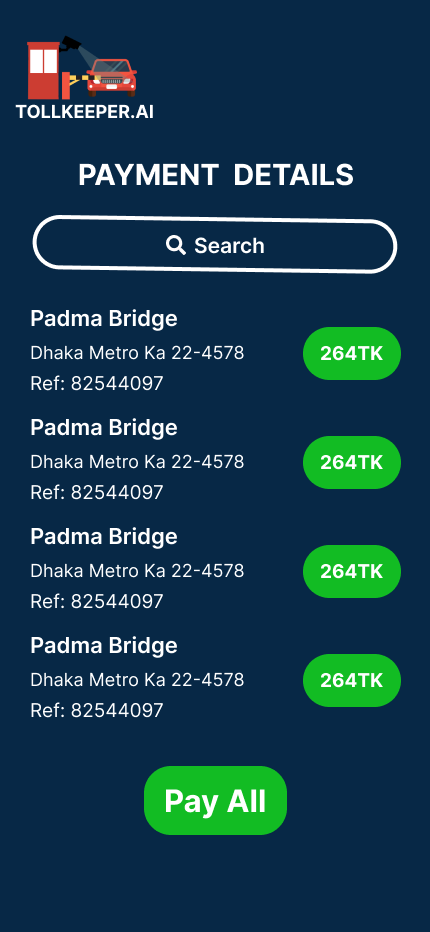 TOLLKEEPER.AI
PAYMENT DETAILS
Search
Padma Bridge
Dhaka Metro Ka 22-4578
Ref: 82544097
264TK
Padma Bridge
Dhaka Metro Ka 22-4578
Ref: 82544097
264TK
Padma Bridge
Dhaka Metro Ka 22-4578
Ref: 82544097
264TK
Padma Bridge
Dhaka Metro Ka 22-4578
Ref: 82544097
264TK
Pay All